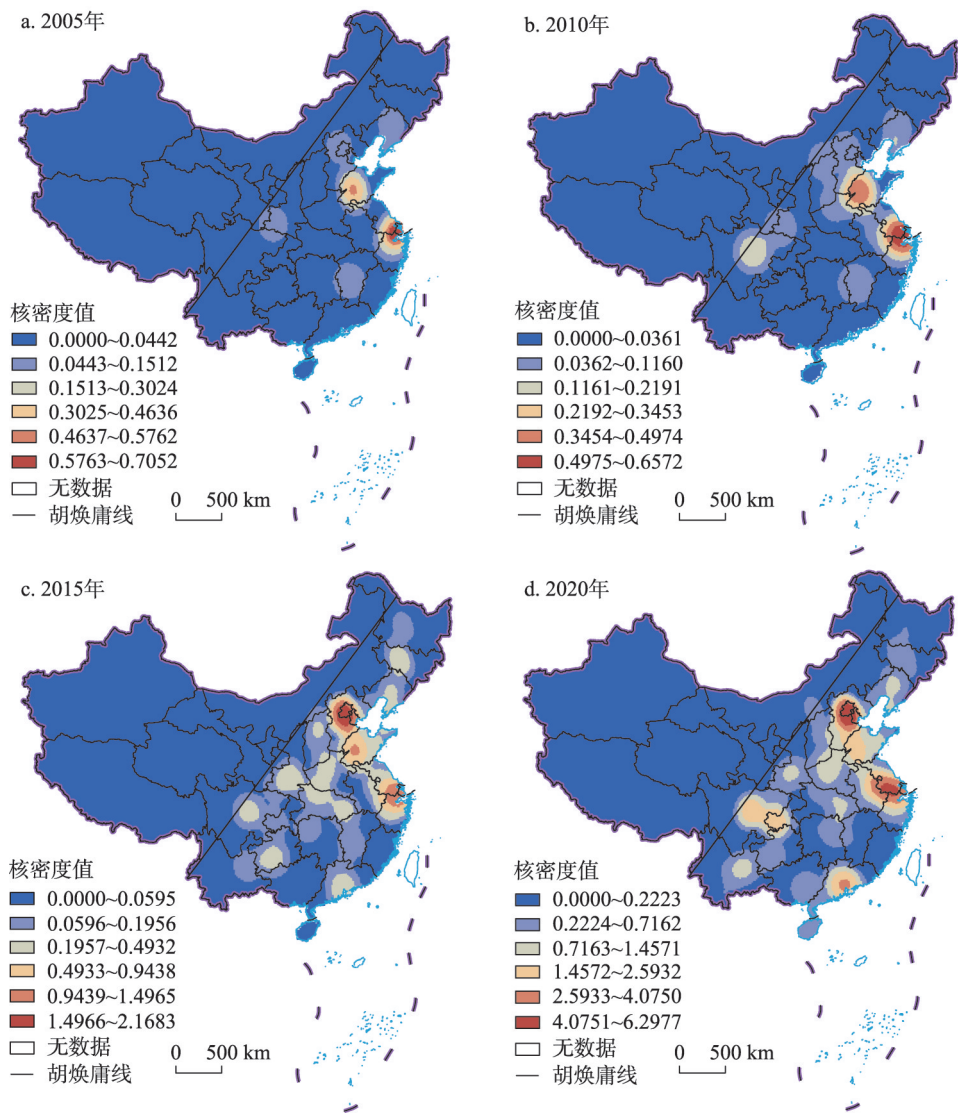 a. 2005年
核密度值
0.0000~0.0442
0.0443~0.1512
0.1513~0.3024
0.3025~0.4636
0.4637~0.5762
0.5763~0.7052
无数据
胡焕庸线
0 500 km
b. 2010年
核密度值
0.0000~0.0361
0.0362~0.1160
0.1161~0.2191
0.2192~0.3453
0.3454~0.4974
0.4975~0.6572
无数据
胡焕庸线
0 500 km
c. 2015年
核密度值
0.0000~0.0595
0.0596~0.1956
0.1957~0.4932
0.4933~0.9438
0.9439~1.4965
1.4966~2.1683
无数据
胡焕庸线
0 500 km
d. 2020年
核密度值
0.0000~0.2223
0.2224~0.7162
0.7163~1.4571
1.4572~2.5932
2.5933~4.0750
4.0751~6.2977
无数据
胡焕庸线
0 500 km